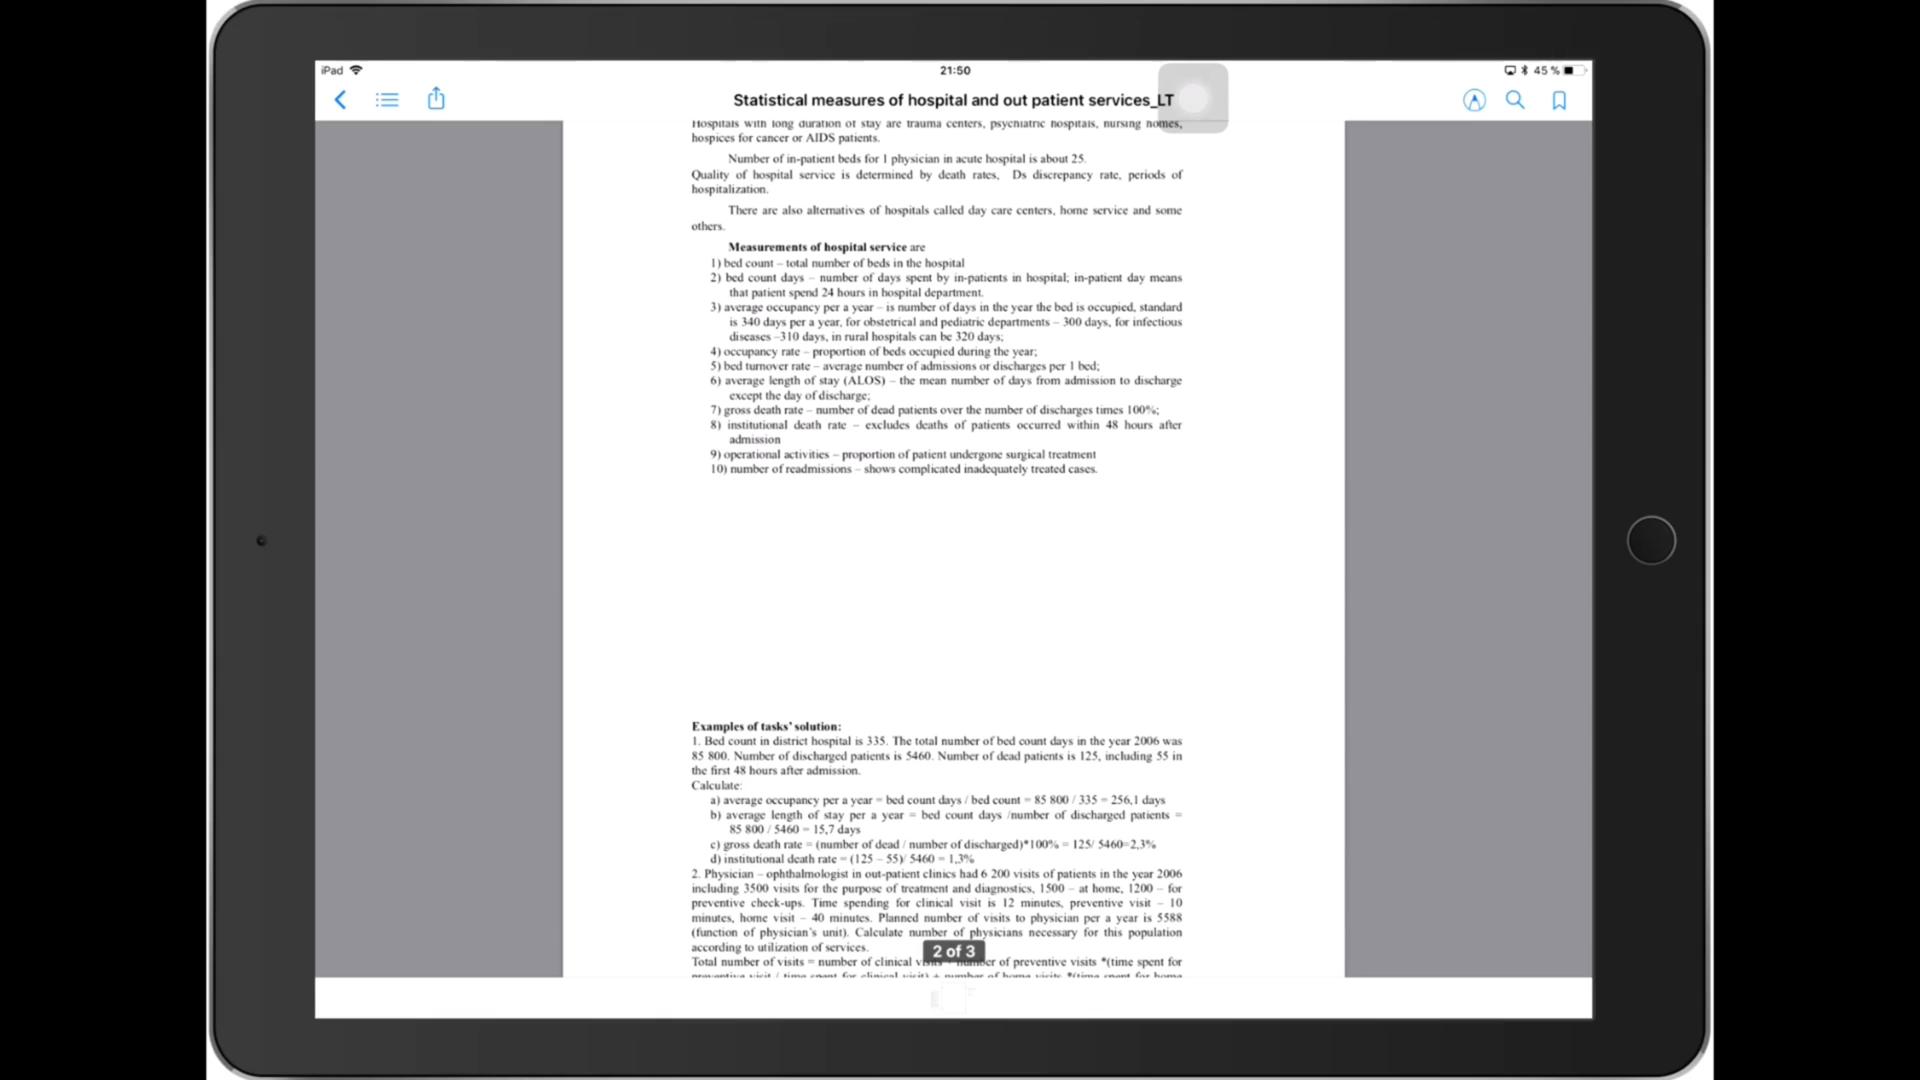 iPad
21:50
45 %
Statistical measures of hospital and out patient services_LT
Hospitals with long duration of stay are trauma centers, psychiatric hospitals, nursing homes,
hospices for cancer or AIDS patients.
Number of in-patient beds for 1 physician in acute hospital is about 25.
Quality of hospital service is determined by death rates, Ds discrepancy rate, periods of
hospitalization.
There are also alternatives of hospitals called day care centers, home service and some
others.
Measurements of hospital service are
1) bed count – total number of beds in the hospital
2) bed count days – number of days spent by in-patients in hospital; in-patient day means
that patient spend 24 hours in hospital department.
3) average occupancy per a year – is number of days in the year the bed is occupied, standard
is 340 days per a year, for obstetrical and pediatric departments – 300 days, for infectious
diseases –310 days, in rural hospitals can be 320 days;
4) occupancy rate – proportion of beds occupied during the year;
5) bed turnover rate – average number of admissions or discharges per 1 bed;
6) average length of stay (ALOS) – the mean number of days from admission to discharge
except the day of discharge;
7) gross death rate – number of dead patients over the number of discharges times 100%;
8) institutional death rate – excludes deaths of patients occurred within 48 hours after
admission
9) operational activities – proportion of patient undergone surgical treatment
10) number of readmissions – shows complicated inadequately treated cases.
Examples of tasks' solution:
1. Bed count in district hospital is 335. The total number of bed count days in the year 2006 was
85 800. Number of discharged patients is 5460. Number of dead patients is 125, including 55 in
the first 48 hours after admission.
Calculate:
a) average occupancy per a year = bed count days / bed count = 85 800 / 335 = 256,1 days
b) average length of stay per a year = bed count days /number of discharged patients =
85 800 / 5460 = 15,7 days
c) gross death rate = (number of dead / number of discharged)*100% = 125/ 5460=2,3%
d) institutional death rate = (125 – 55)/ 5460 = 1,3%
2. Physician – ophthalmologist in out-patient clinics had 6 200 visits of patients in the year 2006
including 3500 visits for the purpose of treatment and diagnostics, 1500 – at home, 1200 – for
preventive check-ups. Time spending for clinical visit is 12 minutes, preventive visit – 10
minutes, home visit – 40 minutes. Planned number of visits to physician per a year is 5588
(function of physician's unit). Calculate number of physicians necessary for this population
according to utilization of services.
2 of 3
Total number of visits = number of clinical of preventive visits *(time spent for
preventive visit / time spent for clinical visit) + number of home visits *(time spent for home